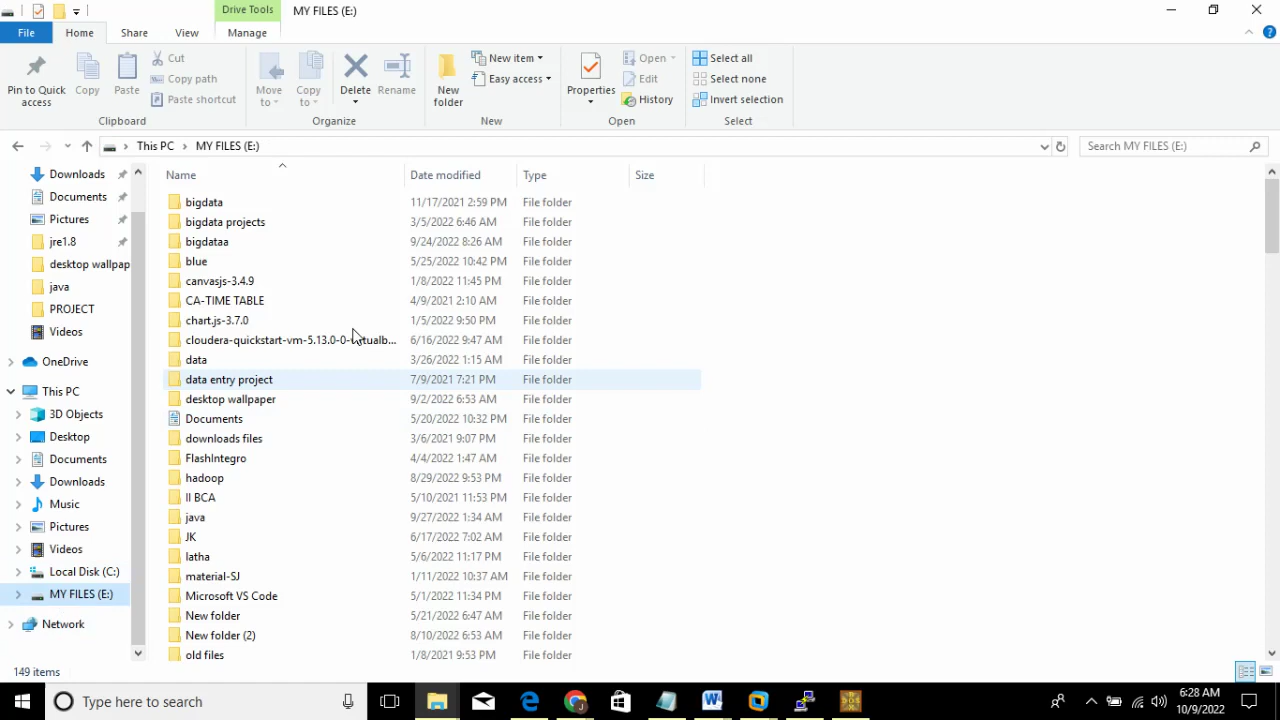 Drive Tools
MY FILES (E:)
File Home Share View Manage
Pin to Quick access
Copy
Paste
Cut
Copy path
Paste shortcut
Clipboard
Move to
Copy to
Delete
Rename
Organize
New folder
New item
Easy access
New
Properties
Open
Edit
History
Open
Select all
Select none
Invert selection
Select
This PC MY FILES (E:)
Search MY FILES (E:)
Downloads
Documents
Pictures
jre1.8
desktop wallpap
java
PROJECT
Videos
OneDrive
This PC
3D Objects
Desktop
Documents
Downloads
Music
Pictures
Videos
Local Disk (C:)
MY FILES (E:)
Network
Name Date modified Type Size
bigdata 11/17/2021 2:59 PM File folder
bigdata projects 3/5/2022 6:46 AM File folder
bigdataa 9/24/2022 8:26 AM File folder
blue 5/25/2022 10:42 PM File folder
canvasjs-3.4.9 1/8/2022 11:45 PM File folder
CA-TIME TABLE 4/9/2021 2:10 AM File folder
chart.js-3.7.0 1/5/2022 9:50 PM File folder
cloudera-quickstart-vm-5.13.0-0-virtualb... 6/16/2022 9:47 AM File folder
data 3/26/2022 1:15 AM File folder
data entry project 7/9/2021 7:21 PM File folder
desktop wallpaper 9/2/2022 6:53 AM File folder
Documents 5/20/2022 10:32 PM File folder
downloads files 3/6/2021 9:07 PM File folder
FlashIntegro 4/4/2022 1:47 AM File folder
hadoop 8/29/2022 9:53 PM File folder
II BCA 5/10/2021 11:53 PM File folder
java 9/27/2022 1:34 AM File folder
JK 6/17/2022 7:02 AM File folder
latha 5/6/2022 11:17 PM File folder
material-SJ 1/11/2022 10:37 AM File folder
Microsoft VS Code 5/1/2022 11:34 PM File folder
New folder 5/21/2022 6:47 AM File folder
New folder (2) 8/10/2022 6:53 AM File folder
old files 1/8/2021 9:53 PM File folder
149 items
Type here to search
6:28 AM
10/9/2022